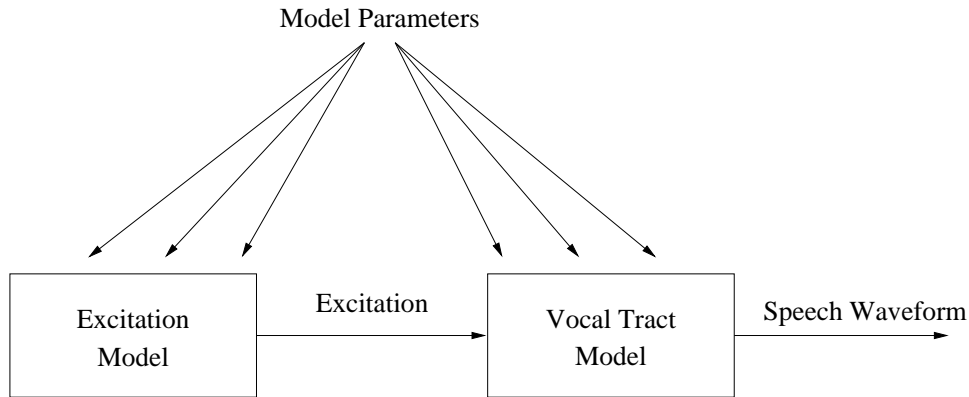 Model Parameters
Excitation
Model
Excitation
Vocal Tract
Model
Speech Waveform